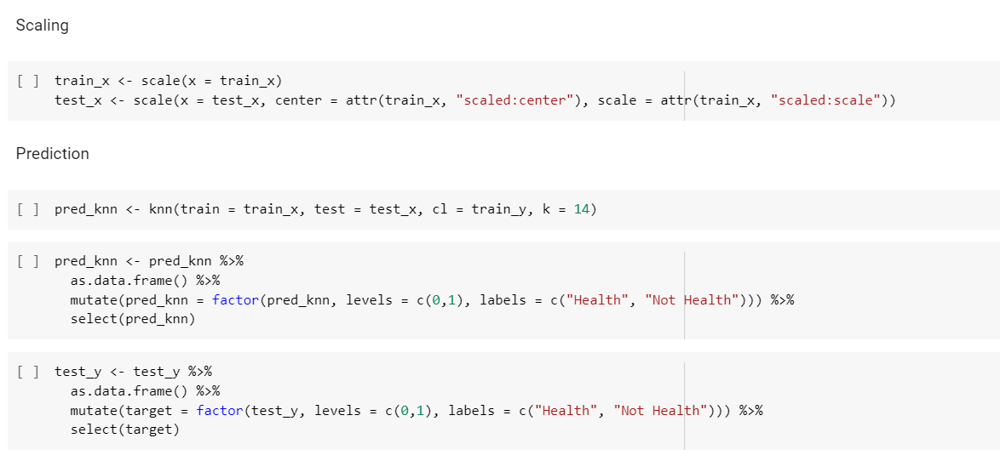 Scaling
[ ] train_x <- scale(x = train_x)
test_x <- scale(x = test_x, center = attr(train_x, "scaled:center"), scale = attr(train_x, "scaled:scale"))
Prediction
[ ] pred_knn <- knn(train = train_x, test = test_x, cl = train_y, k = 14)
[ ] pred_knn <- pred_knn %>%
  as.data.frame() %>%
  mutate(pred_knn = factor(pred_knn, levels = c(0,1), labels = c("Health", "Not Health"))) %>%
  select(pred_knn)
[ ] test_y <- test_y %>%
  as.data.frame() %>%
  mutate(target = factor(test_y, levels = c(0,1), labels = c("Health", "Not Health"))) %>%
  select(target)